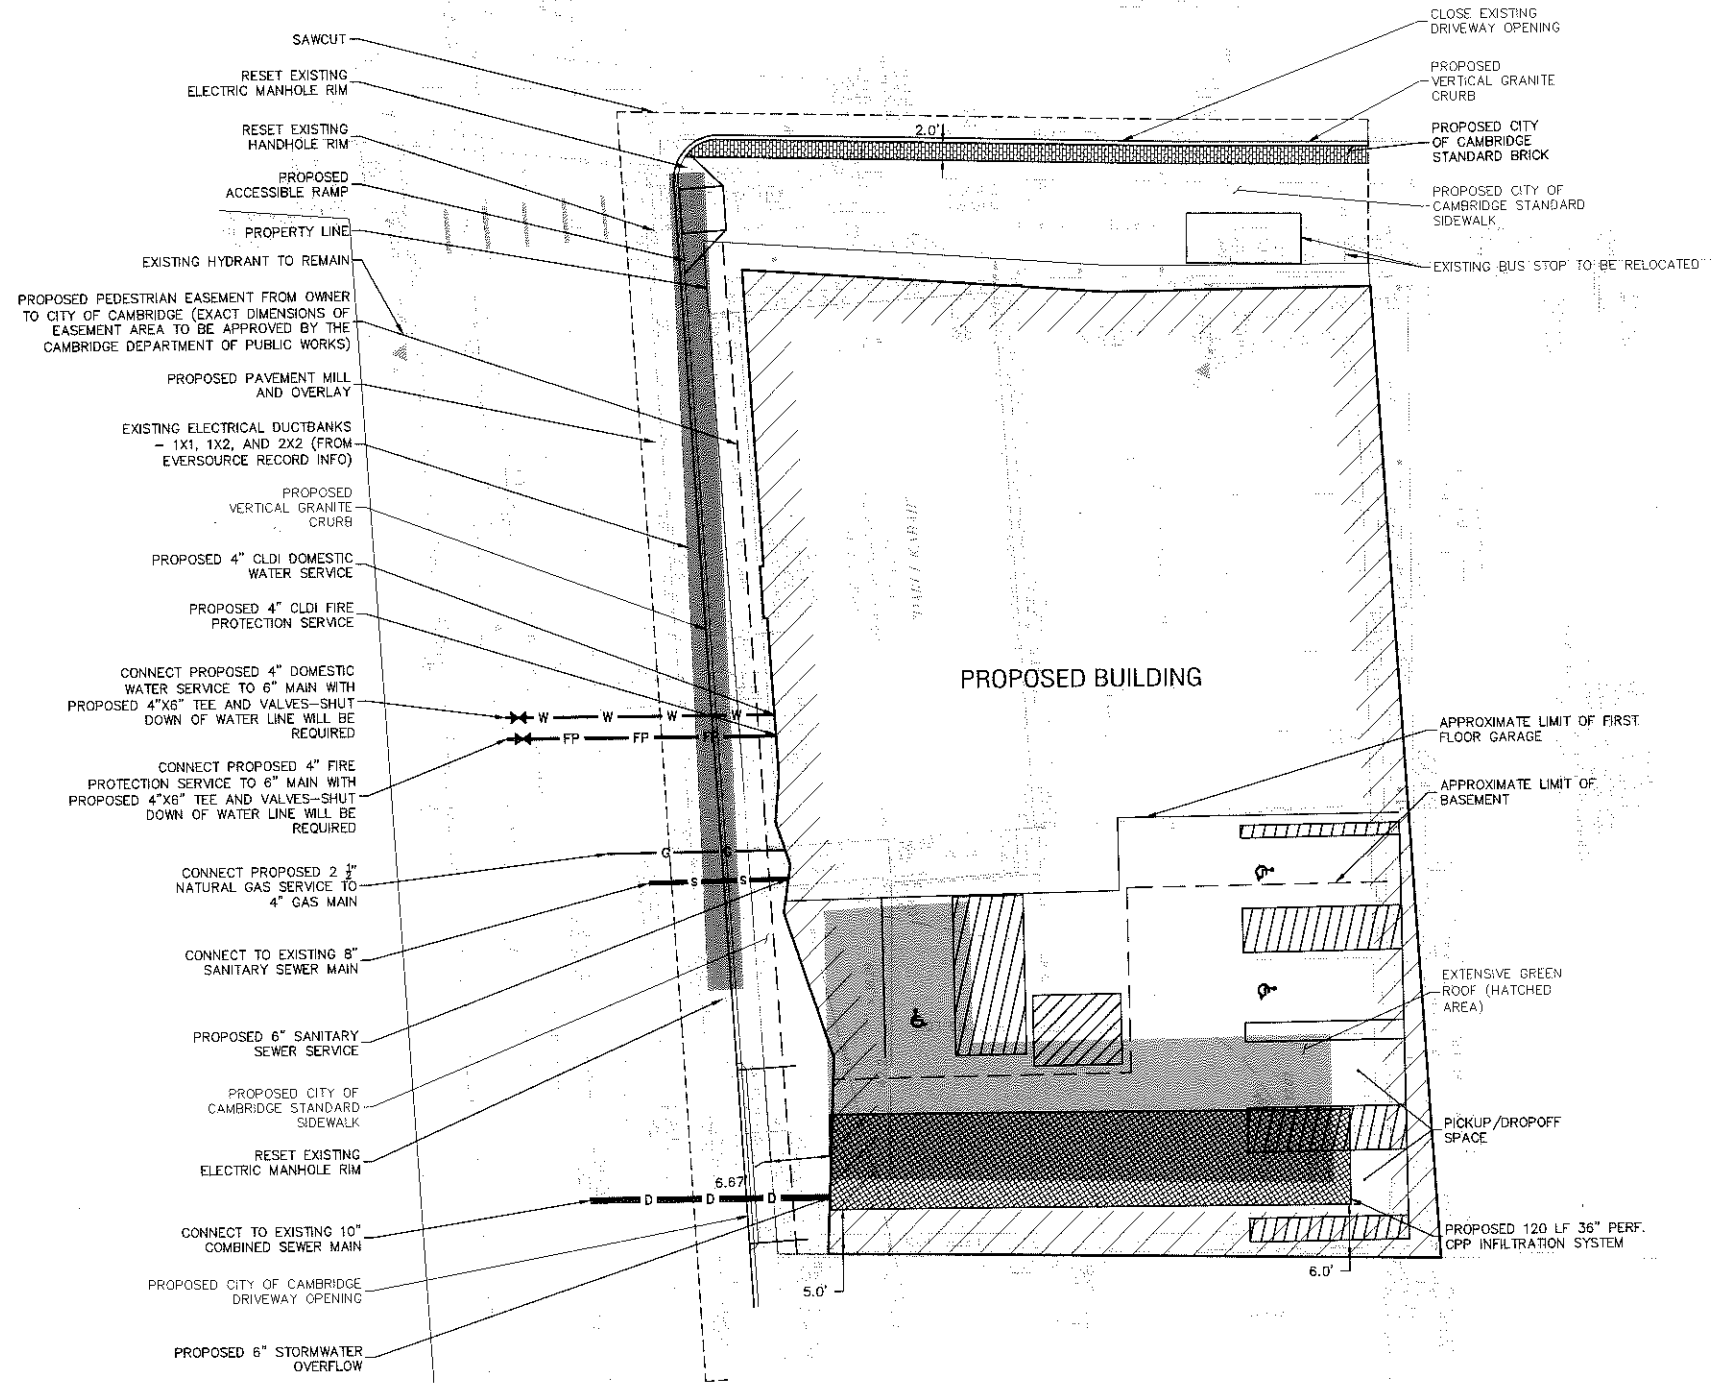 SAWCUT
RESET EXISTING
ELECTRIC MANHOLE RIM
RESET EXISTING
HANDHOLE RIM
PROPOSED
ACCESSIBLE RAMP
PROPERTY LINE
EXISTING HYDRANT TO REMAIN
PROPOSED PEDESTRIAN EASEMENT FROM OWNER
TO CITY OF CAMBRIDGE (EXACT DIMENSIONS OF
EASEMENT AREA TO BE APPROVED BY THE
CAMBRIDGE DEPARTMENT OF PUBLIC WORKS)
PROPOSED PAVEMENT MILL
AND OVERLAY
EXISTING ELECTRICAL DUCTBANKS
- 1X1, 1X2, AND 2X2 (FROM
EVERSOURCE RECORD INFO)
PROPOSED
VERTICAL GRANITE
CRURB
PROPOSED 4" CLDI DOMESTIC
WATER SERVICE
PROPOSED 4" CLDI FIRE
PROTECTION SERVICE
CONNECT PROPOSED 4" DOMESTIC
WATER SERVICE TO 6" MAIN WITH
PROPOSED 4"X6" TEE AND VALVES-SHUT
DOWN OF WATER LINE WILL BE
REQUIRED
CONNECT PROPOSED 4" FIRE
PROTECTION SERVICE TO 6" MAIN WITH
PROPOSED 4"X6" TEE AND VALVES-SHUT
DOWN OF WATER LINE WILL BE
REQUIRED
CONNECT PROPOSED 2 ½"
NATURAL GAS SERVICE TO
4" GAS MAIN
CONNECT TO EXISTING 8"
SANITARY SEWER MAIN
PROPOSED 6" SANITARY
SEWER SERVICE
PROPOSED CITY OF
CAMBRIDGE STANDARD
SIDEWALK
RESET EXISTING
ELECTRIC MANHOLE RIM
CONNECT TO EXISTING 10"
COMBINED SEWER MAIN
PROPOSED CITY OF CAMBRIDGE
DRIVEWAY OPENING
PROPOSED 6" STORMWATER
OVERFLOW
2.0'
W W W W
FP FP FP
G G
S S
6.67'
D D D
PROPOSED BUILDING
5.0'
6.0'
CLOSE EXISTING
DRIVEWAY OPENING
PROPOSED
VERTICAL GRANITE
CRURB
PROPOSED CITY
OF CAMBRIDGE
STANDARD BRICK
PROPOSED CITY OF
CAMBRIDGE STANDARD
SIDEWALK
EXISTING BUS STOP TO BE RELOCATED
APPROXIMATE LIMIT OF FIRST
FLOOR GARAGE
APPROXIMATE LIMIT OF
BASEMENT
EXTENSIVE GREEN
ROOF (HATCHED
AREA)
PICKUP/DROPOFF
SPACE
PROPOSED 120 LF 36" PERF.
CPP INFILTRATION SYSTEM